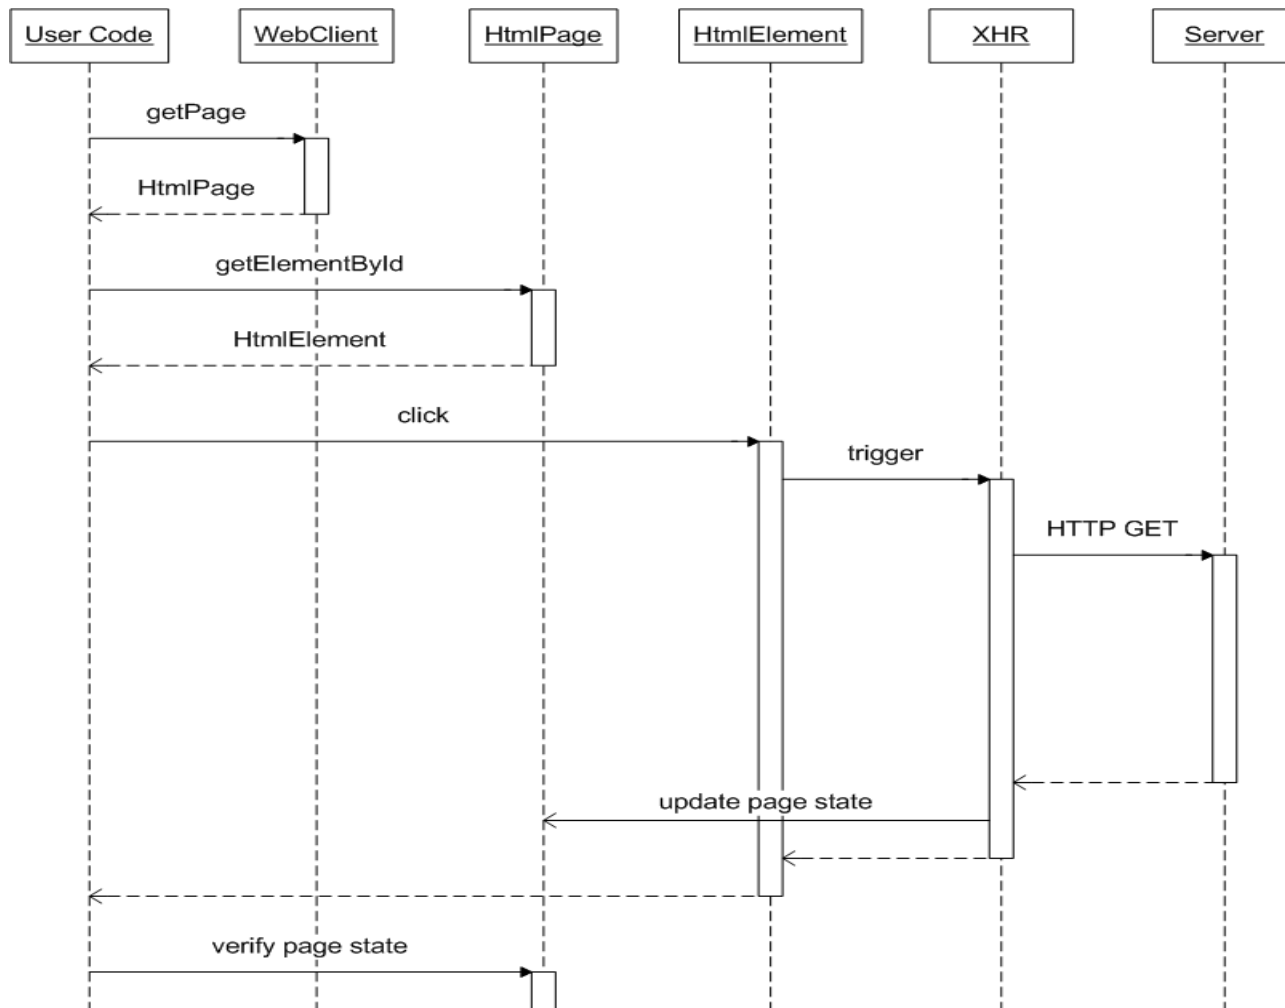 User Code
WebClient
HtmlPage
HtmlElement
XHR
Server
getPage
HtmlPage
getElementById
HtmlElement
click
trigger
HTTP GET
update page state
verify page state